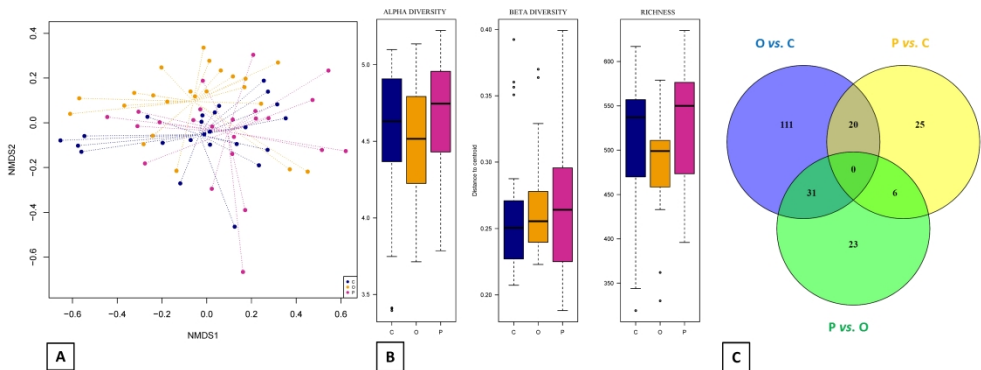 ALPHA DIVERSITY
BETA DIVERSITY
RICHNESS
O vs. C
P vs. C
0.4
0.2
0.0
−0.2
−0.4
−0.6
NMDS2
−0.6
−0.4
−0.2
0.0
0.2
0.4
0.6
NMDS1
C
O
P
A
5.0
4.5
4.0
3.5
C
O
P
B
Distance to centroid
0.40
0.35
0.30
0.25
0.20
C
O
P
600
550
500
450
400
350
C
O
P
C
111
20
25
0
31
6
23
P vs. O